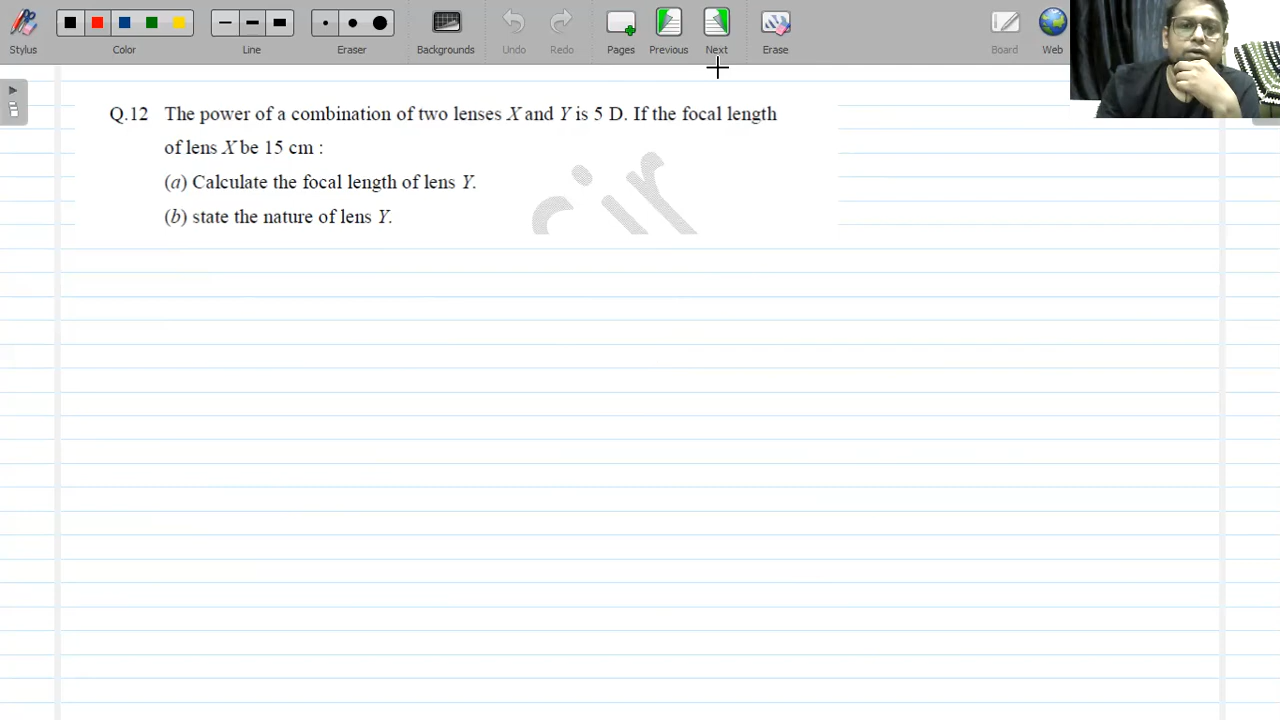 Stylus
Color
Line
Eraser
Backgrounds
Undo
Redo
Pages
Previous
Next
Erase
Board
Web
Q.12 The power of a combination of two lenses X and Y is 5 D. If the focal length
of lens X be 15 cm :
(a) Calculate the focal length of lens Y.
(b) state the nature of lens Y.
Sir